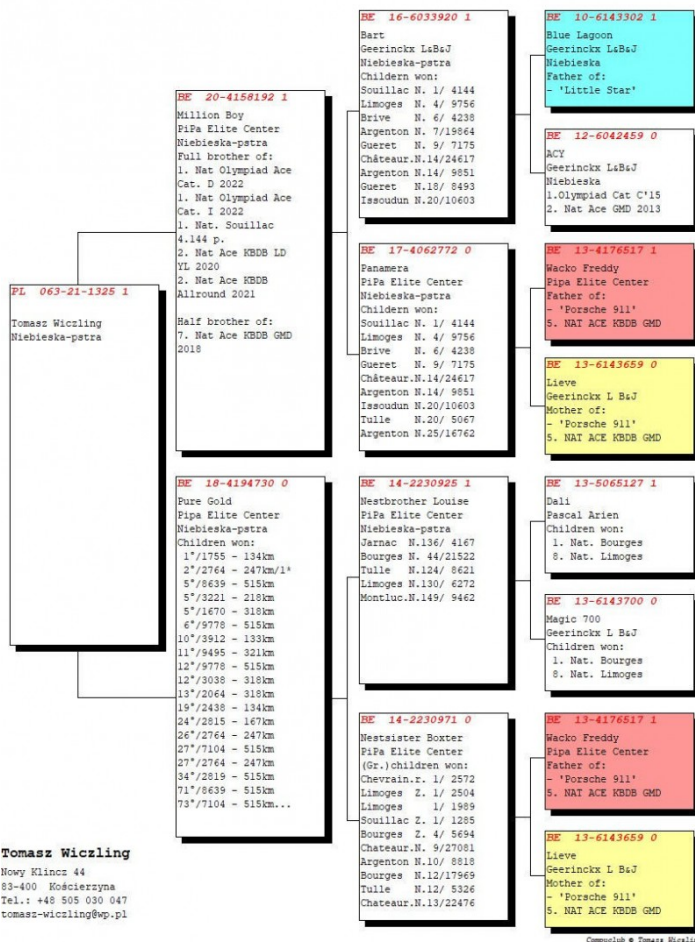 PL 063-21-1325 1
Tomasz Wiczling
Niebieska-pstra
BE 20-4158192 1
Million Boy
PiPa Elite Center
Niebieska-pstra
Full brother of:
1. Nat Olympiad Ace
Cat. D 2022
1. Nat Olympiad Ace
Cat. I 2022
1. Nat. Souillac
4.144 p.
2. Nat Ace KBDB LD
YL 2020
2. Nat Ace KBDB
Allround 2021
Half brother of:
7. Nat Ace KBDB GMD
2018
BE 18-4194730 0
Pure Gold
Pipa Elite Center
Niebieska-pstra
Children won:
1°/1755 - 134km
2°/2764 - 247km/1ª
5°/8639 - 515km
5°/3221 - 218km
5°/1670 - 318km
6°/9778 - 515km
10°/3912 - 133km
11°/9495 - 321km
12°/9778 - 515km
12°/3038 - 318km
13°/2064 - 318km
19°/2438 - 134km
24°/2815 - 167km
26°/2764 - 247km
27°/7104 - 515km
27°/2764 - 247km
34°/2819 - 515km
71°/8639 - 515km
73°/7104 - 515km...
BE 16-6033920 1
Bart
Geerinckx L&B&J
Niebieska-pstra
Childern won:
Souillac N. 1/ 4144
Limoges N. 4/ 9756
Brive N. 6/ 4238
Argenton N. 7/19864
Gueret N. 9/ 7175
Châteaur.N.14/24617
Argenton N.14/ 9851
Gueret N.18/ 8493
Issoudun N.20/10603
BE 17-4062772 0
Panamera
PiPa Elite Center
Niebieska-pstra
Childern won:
Souillac N. 1/ 4144
Limoges N. 4/ 9756
Brive N. 6/ 4238
Gueret N. 9/ 7175
Châteaur.N.14/24617
Argenton N.14/ 9851
Issoudun N.20/10603
Tulle N.20/ 5067
Argenton N.25/16762
BE 14-2230925 1
Nestbrother Louise
PiPa Elite Center
Niebieska-pstra
Jarnac N.136/ 4167
Bourges N. 44/21522
Tulle N.124/ 8621
Limoges N.130/ 6272
Montluc.N.149/ 9462
BE 14-2230971 0
Nestsister Boxter
PiPa Elite Center
(Gr.)children won:
Chevrain.r. 1/ 2572
Limoges Z. 1/ 2504
Limoges 1/ 1989
Souillac Z. 1/ 1285
Bourges Z. 4/ 5694
Chateaur.N. 9/27081
Argenton N.10/ 8818
Bourges N.12/17969
Tulle N.12/ 5326
Chateaur.N.13/22476
BE 10-6143302 1
Blue Lagoon
Geerinckx L&B&J
Niebieska
Father of:
- 'Little Star'
BE 12-6042459 0
ACY
Geerinckx L&B&J
Niebieska
1.Olympiad Cat C'15
2. Nat Ace GMD 2013
BE 13-4176517 1
Wacko Freddy
Pipa Elite Center
Father of:
- 'Porsche 911'
5. NAT ACE KBDB GMD
BE 13-6143659 0
Lieve
Geerinckx L B&J
Mother of:
- 'Porsche 911'
5. NAT ACE KBDB GMD
BE 13-5065127 1
Dali
Pascal Arien
Children won:
1. Nat. Bourges
8. Nat. Limoges
BE 13-6143700 0
Magic 700
Geerinckx L B&J
Children won:
1. Nat. Bourges
8. Nat. Limoges
BE 13-4176517 1
Wacko Freddy
Pipa Elite Center
Father of:
- 'Porsche 911'
5. NAT ACE KBDB GMD
BE 13-6143659 0
Lieve
Geerinckx L B&J
Mother of:
- 'Porsche 911'
5. NAT ACE KBDB GMD
Tomasz Wiczling
Nowy Klincz 44
83-400 Kościerzyna
Tel.: +48 505 030 047
tomasz-wiczling@wp.pl
Compuclub © Tomasz Wiczling